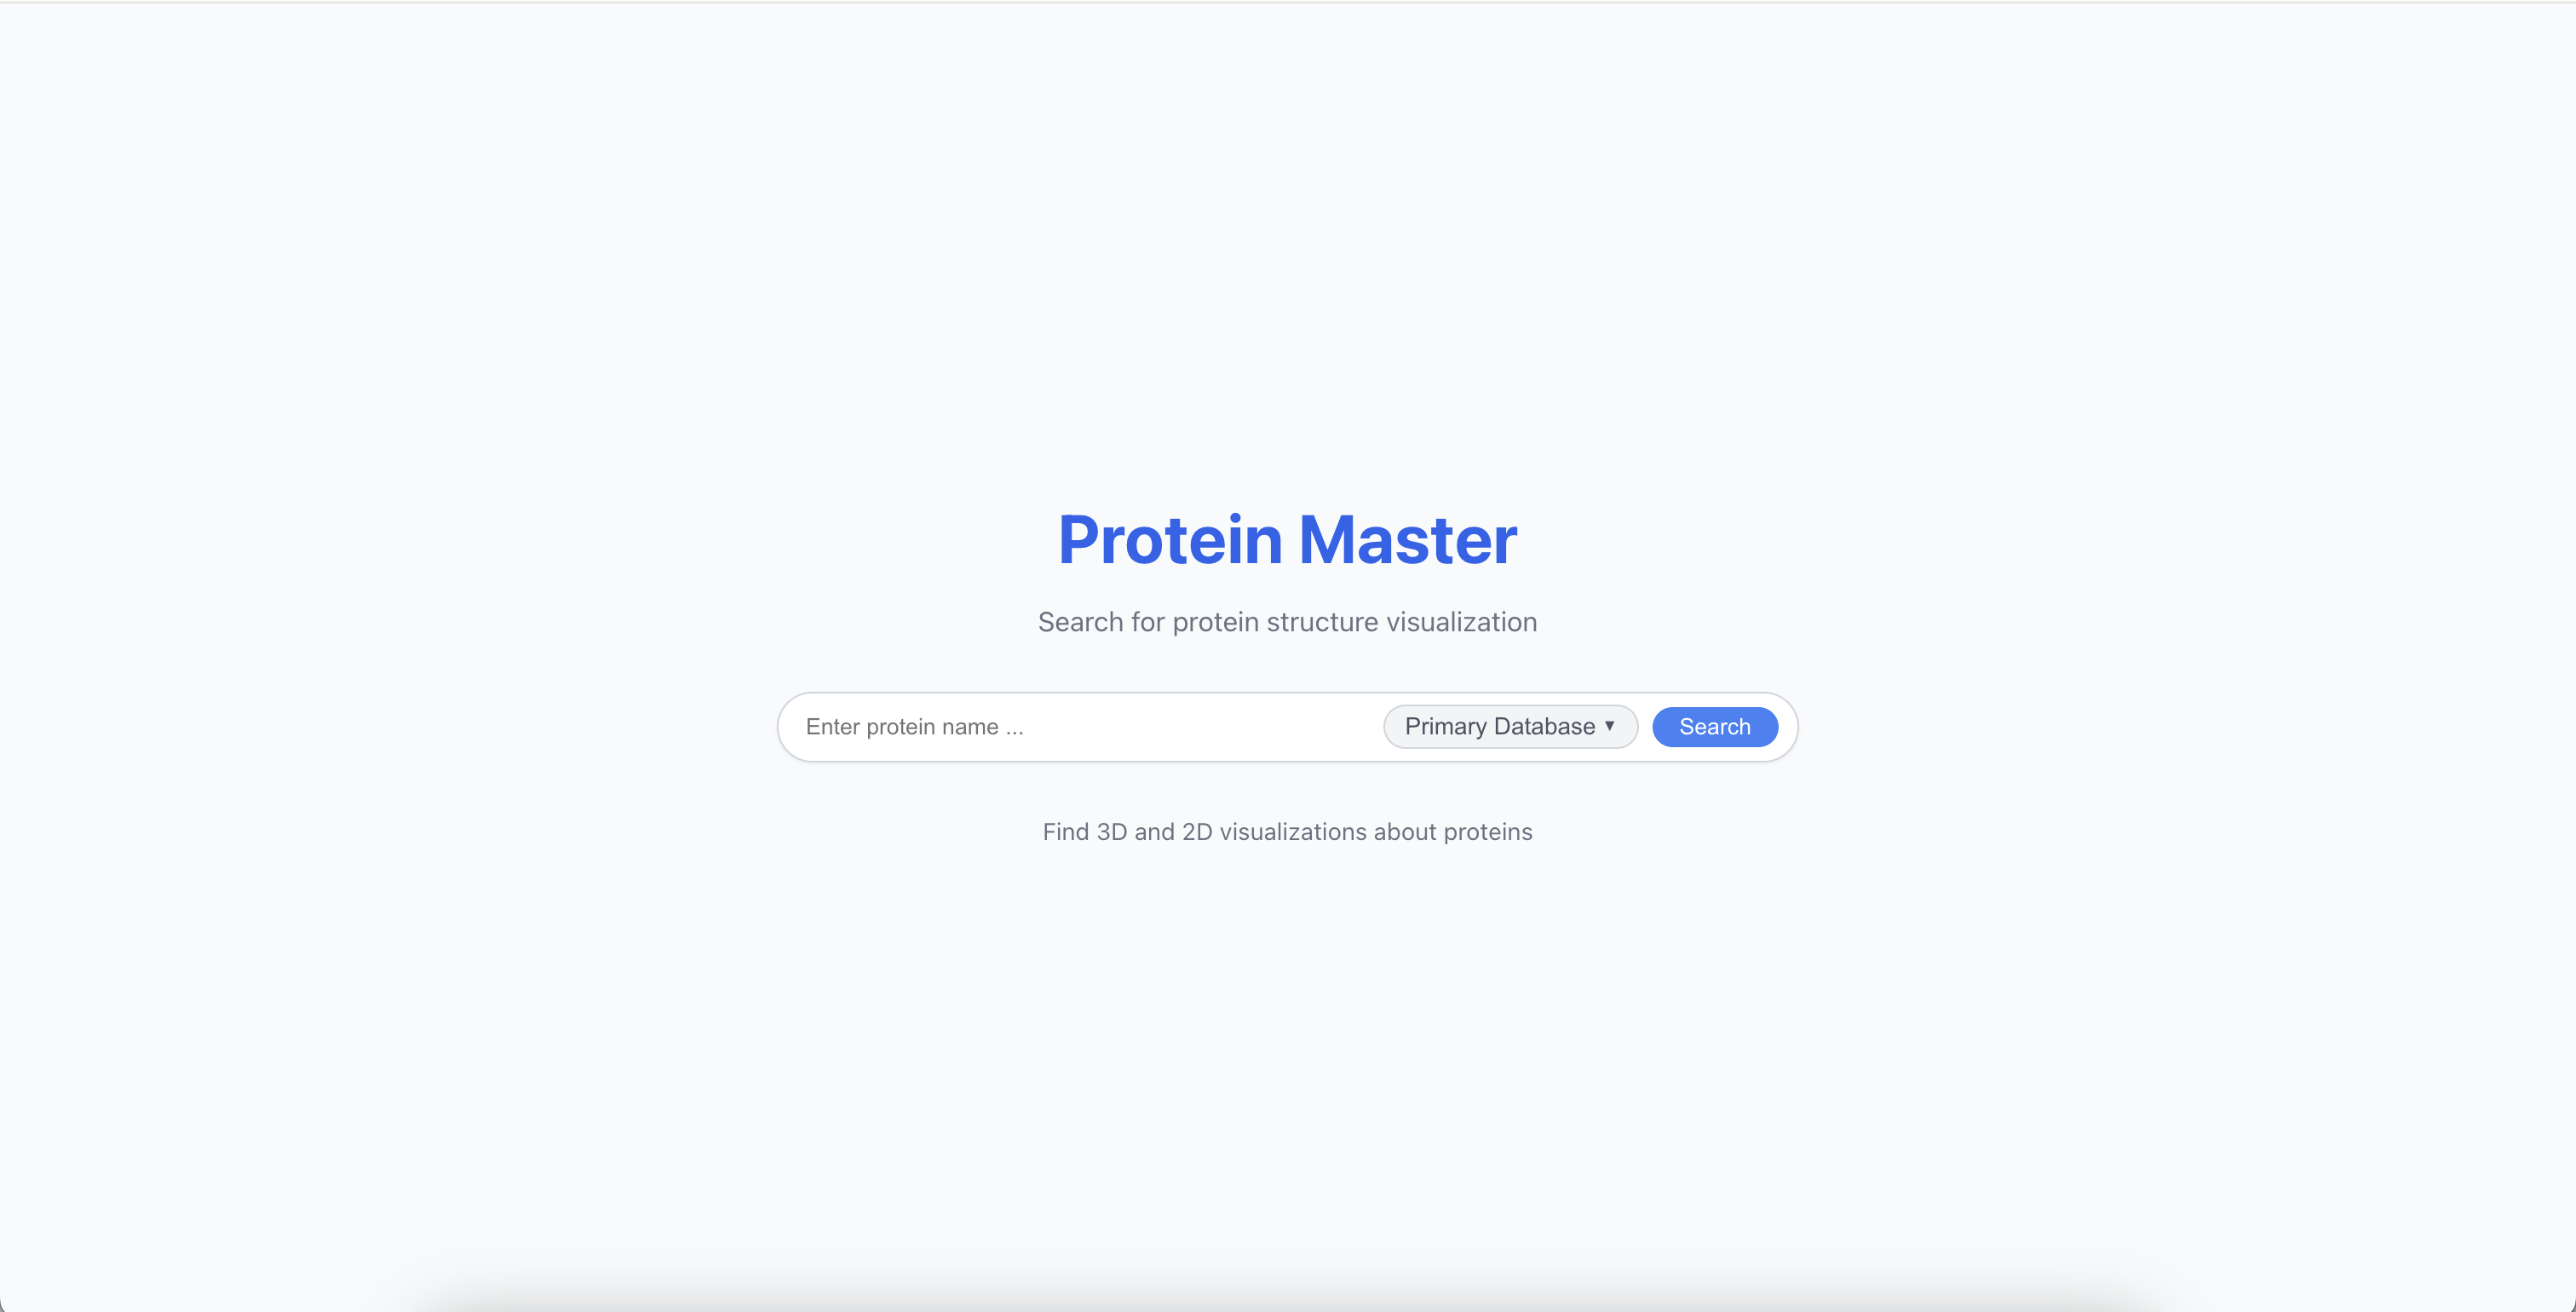 Protein Master
Search for protein structure visualization
Enter protein name ...
Primary Database ▼
Search
Find 3D and 2D visualizations about proteins